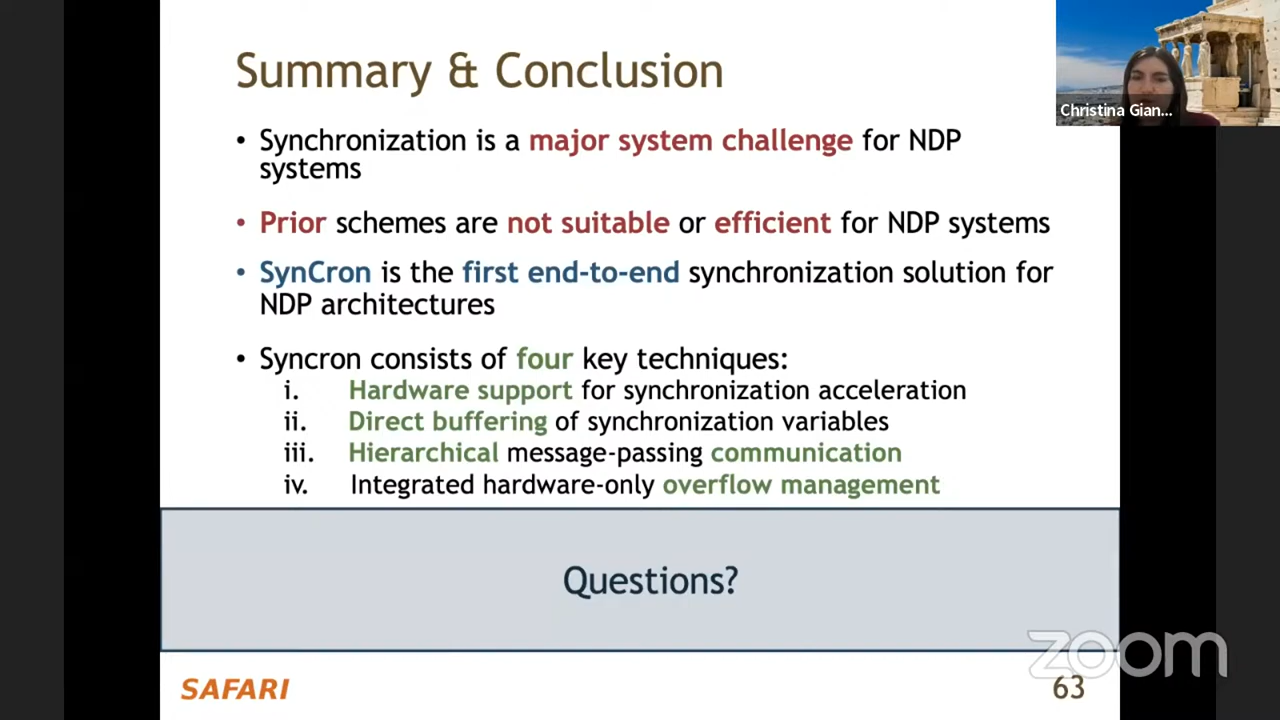 Summary & Conclusion
Christina Gian...
• Synchronization is a major system challenge for NDP
systems
• Prior schemes are not suitable or efficient for NDP systems
• SynCron is the first end-to-end synchronization solution for
NDP architectures
• Syncron consists of four key techniques:
i. Hardware support for synchronization acceleration
ii. Direct buffering of synchronization variables
iii. Hierarchical message-passing communication
iv. Integrated hardware-only overflow management
Questions?
zoom
SAFARI
63